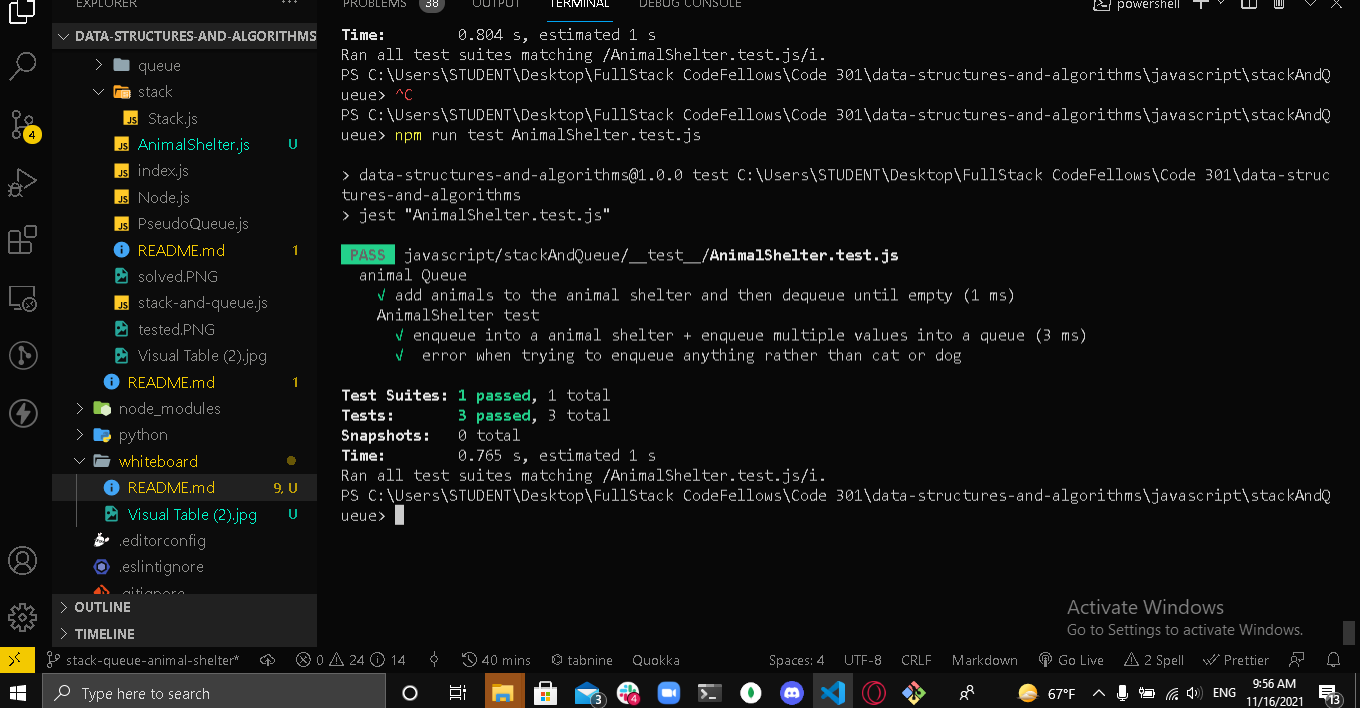 EXPLORER ...
PROBLEMS 38 OUTPUT TERMINAL DEBUG CONSOLE powershell
DATA-STRUCTURES-AND-ALGORITHMS
queue
stack
Stack.js
AnimalShelter.js U
index.js
Node.js
PseudoQueue.js
README.md 1
solved.PNG
stack-and-queue.js
tested.PNG
Visual Table (2).jpg
README.md 1
node_modules
python
whiteboard
README.md 9, U
Visual Table (2).jpg U
.editorconfig
.eslintignore
.gitignore
OUTLINE
TIMELINE
4
Time: 0.804 s, estimated 1 s
Ran all test suites matching /AnimalShelter.test.js/i.
PS C:\Users\STUDENT\Desktop\FullStack CodeFellows\Code 301\data-structures-and-algorithms\javascript\stackAndQ
ueue> ^C
PS C:\Users\STUDENT\Desktop\FullStack CodeFellows\Code 301\data-structures-and-algorithms\javascript\stackAndQ
ueue> npm run test AnimalShelter.test.js
> data-structures-and-algorithms@1.0.0 test C:\Users\STUDENT\Desktop\FullStack CodeFellows\Code 301\data-struc
tures-and-algorithms
> jest "AnimalShelter.test.js"
PASS javascript/stackAndQueue/__test__/AnimalShelter.test.js
animal Queue
√ add animals to the animal shelter and then dequeue until empty (1 ms)
AnimalShelter test
√ enqueue into a animal shelter + enqueue multiple values into a queue (3 ms)
√ error when trying to enqueue anything rather than cat or dog
Test Suites: 1 passed, 1 total
Tests: 3 passed, 3 total
Snapshots: 0 total
Time: 0.765 s, estimated 1 s
Ran all test suites matching /AnimalShelter.test.js/i.
PS C:\Users\STUDENT\Desktop\FullStack CodeFellows\Code 301\data-structures-and-algorithms\javascript\stackAndQ
ueue>
Activate Windows
Go to Settings to activate Windows.
stack-queue-animal-shelter* 0 24 14 40 mins tabnine Quokka Spaces: 4 UTF-8 CRLF Markdown Go Live 2 Spell Prettier
Type here to search 3 4 67°F ENG 9:56 AM
11/16/2021 13